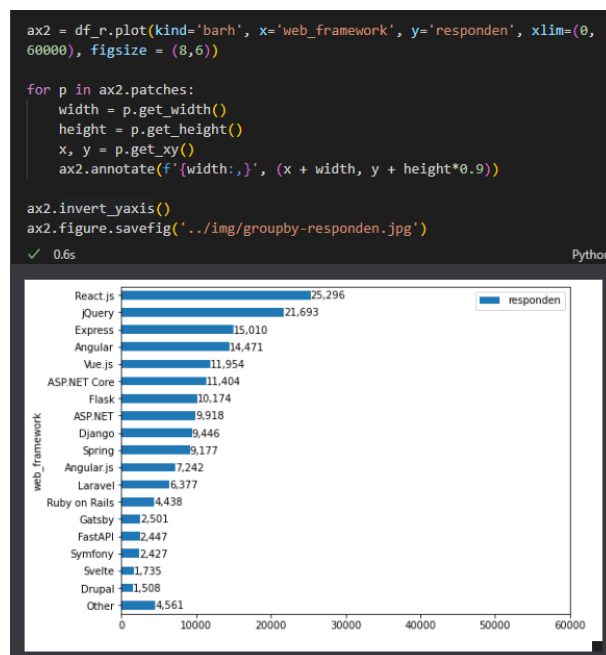 ax2 = df_r.plot(kind='barh', x='web_framework', y='responden', xlim=(0,
60000), figsize = (8,6))
for p in ax2.patches:
width = p.get_width()
height = p.get_height()
x, y = p.get_xy()
ax2.annotate(f'{width:,}', (x + width, y + height*0.9))
ax2.invert_yaxis()
ax2.figure.savefig('../img/groupby-responden.jpg')
✓ 0.6s Pytho
responden
web_framework
React.js 25,296
jQuery 21,693
Express 15,010
Angular 14,471
Vue.js 11,954
ASP.NET Core 11,404
Flask 10,174
ASP.NET 9,918
Django 9,446
Spring 9,177
Angular.js 7,242
Laravel 6,377
Ruby on Rails 4,438
Gatsby 2,501
FastAPI 2,447
Symfony 2,427
Svelte 1,735
Drupal 1,508
Other 4,561
0 10000 20000 30000 40000 50000 60000